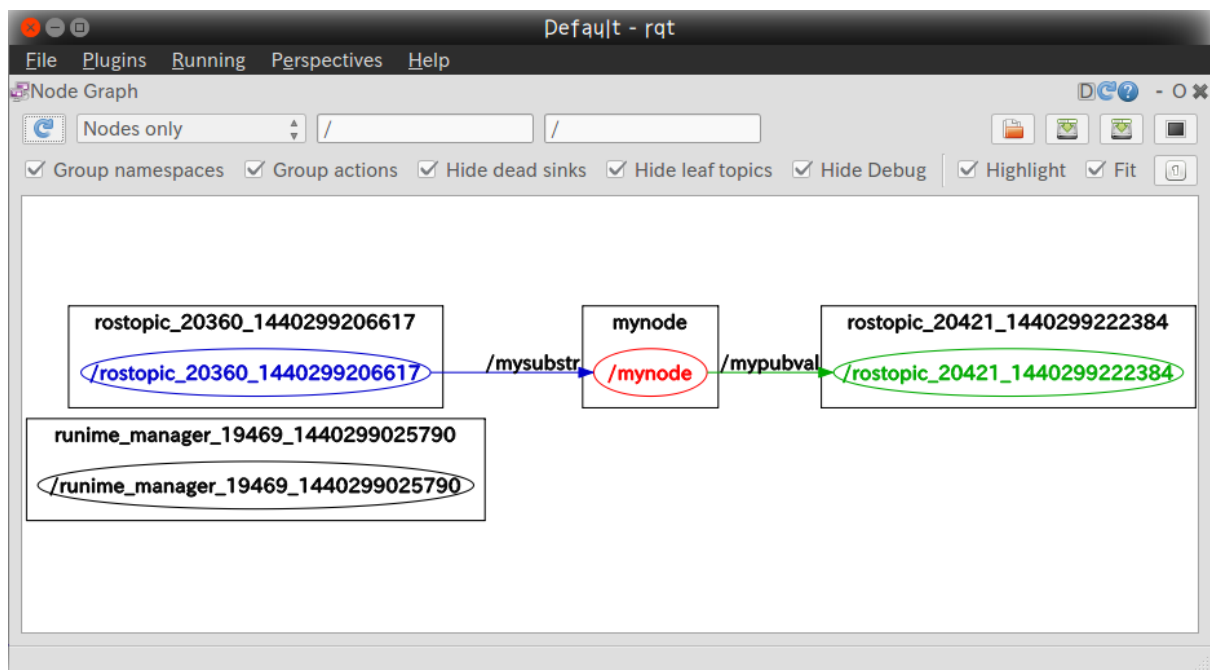 Default - rqt
File Plugins Running Perspectives Help
Node Graph D C ? - O ✖
Nodes only / /
Group namespaces Group actions Hide dead sinks Hide leaf topics Hide Debug Highlight Fit
rostopic_20360_1440299206617 mynode rostopic_20421_1440299222384
/rostopic_20360_1440299206617 /mysubstr /mynode /mypubval /rostopic_20421_1440299222384
runime_manager_19469_1440299025790
/runime_manager_19469_1440299025790